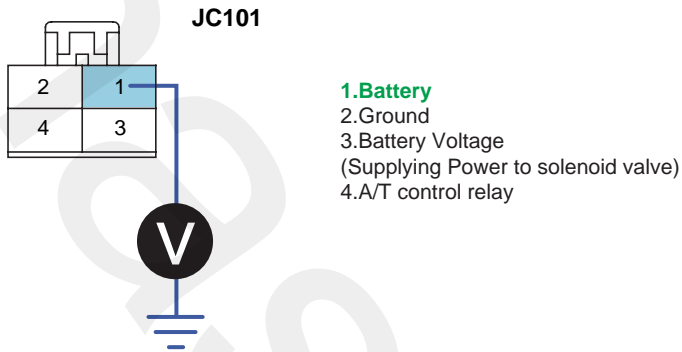 JC101
2 1
4 3
1.Battery
2.Ground
3.Battery Voltage
(Supplying Power to solenoid valve)
4.A/T control relay
V